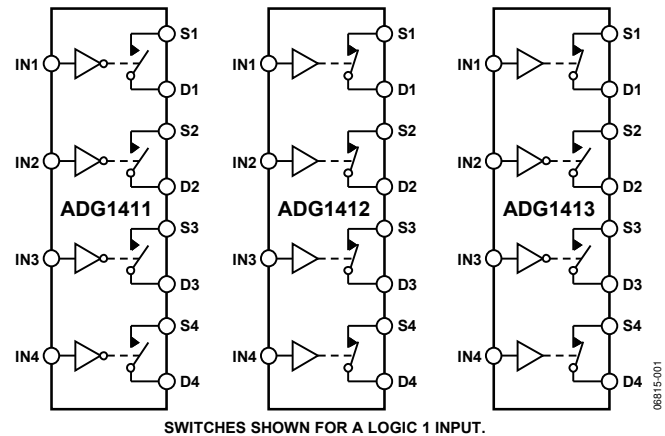 S1 S1 S1
IN1 IN1 IN1
D1 D1 D1
S2 S2 S2
IN2 IN2 IN2
D2 D2 D2
ADG1411 ADG1412 ADG1413
S3 S3 S3
IN3 IN3 IN3
D3 D3 D3
S4 S4 S4
IN4 IN4 IN4
D4 D4 D4
06815-001
SWITCHES SHOWN FOR A LOGIC 1 INPUT.